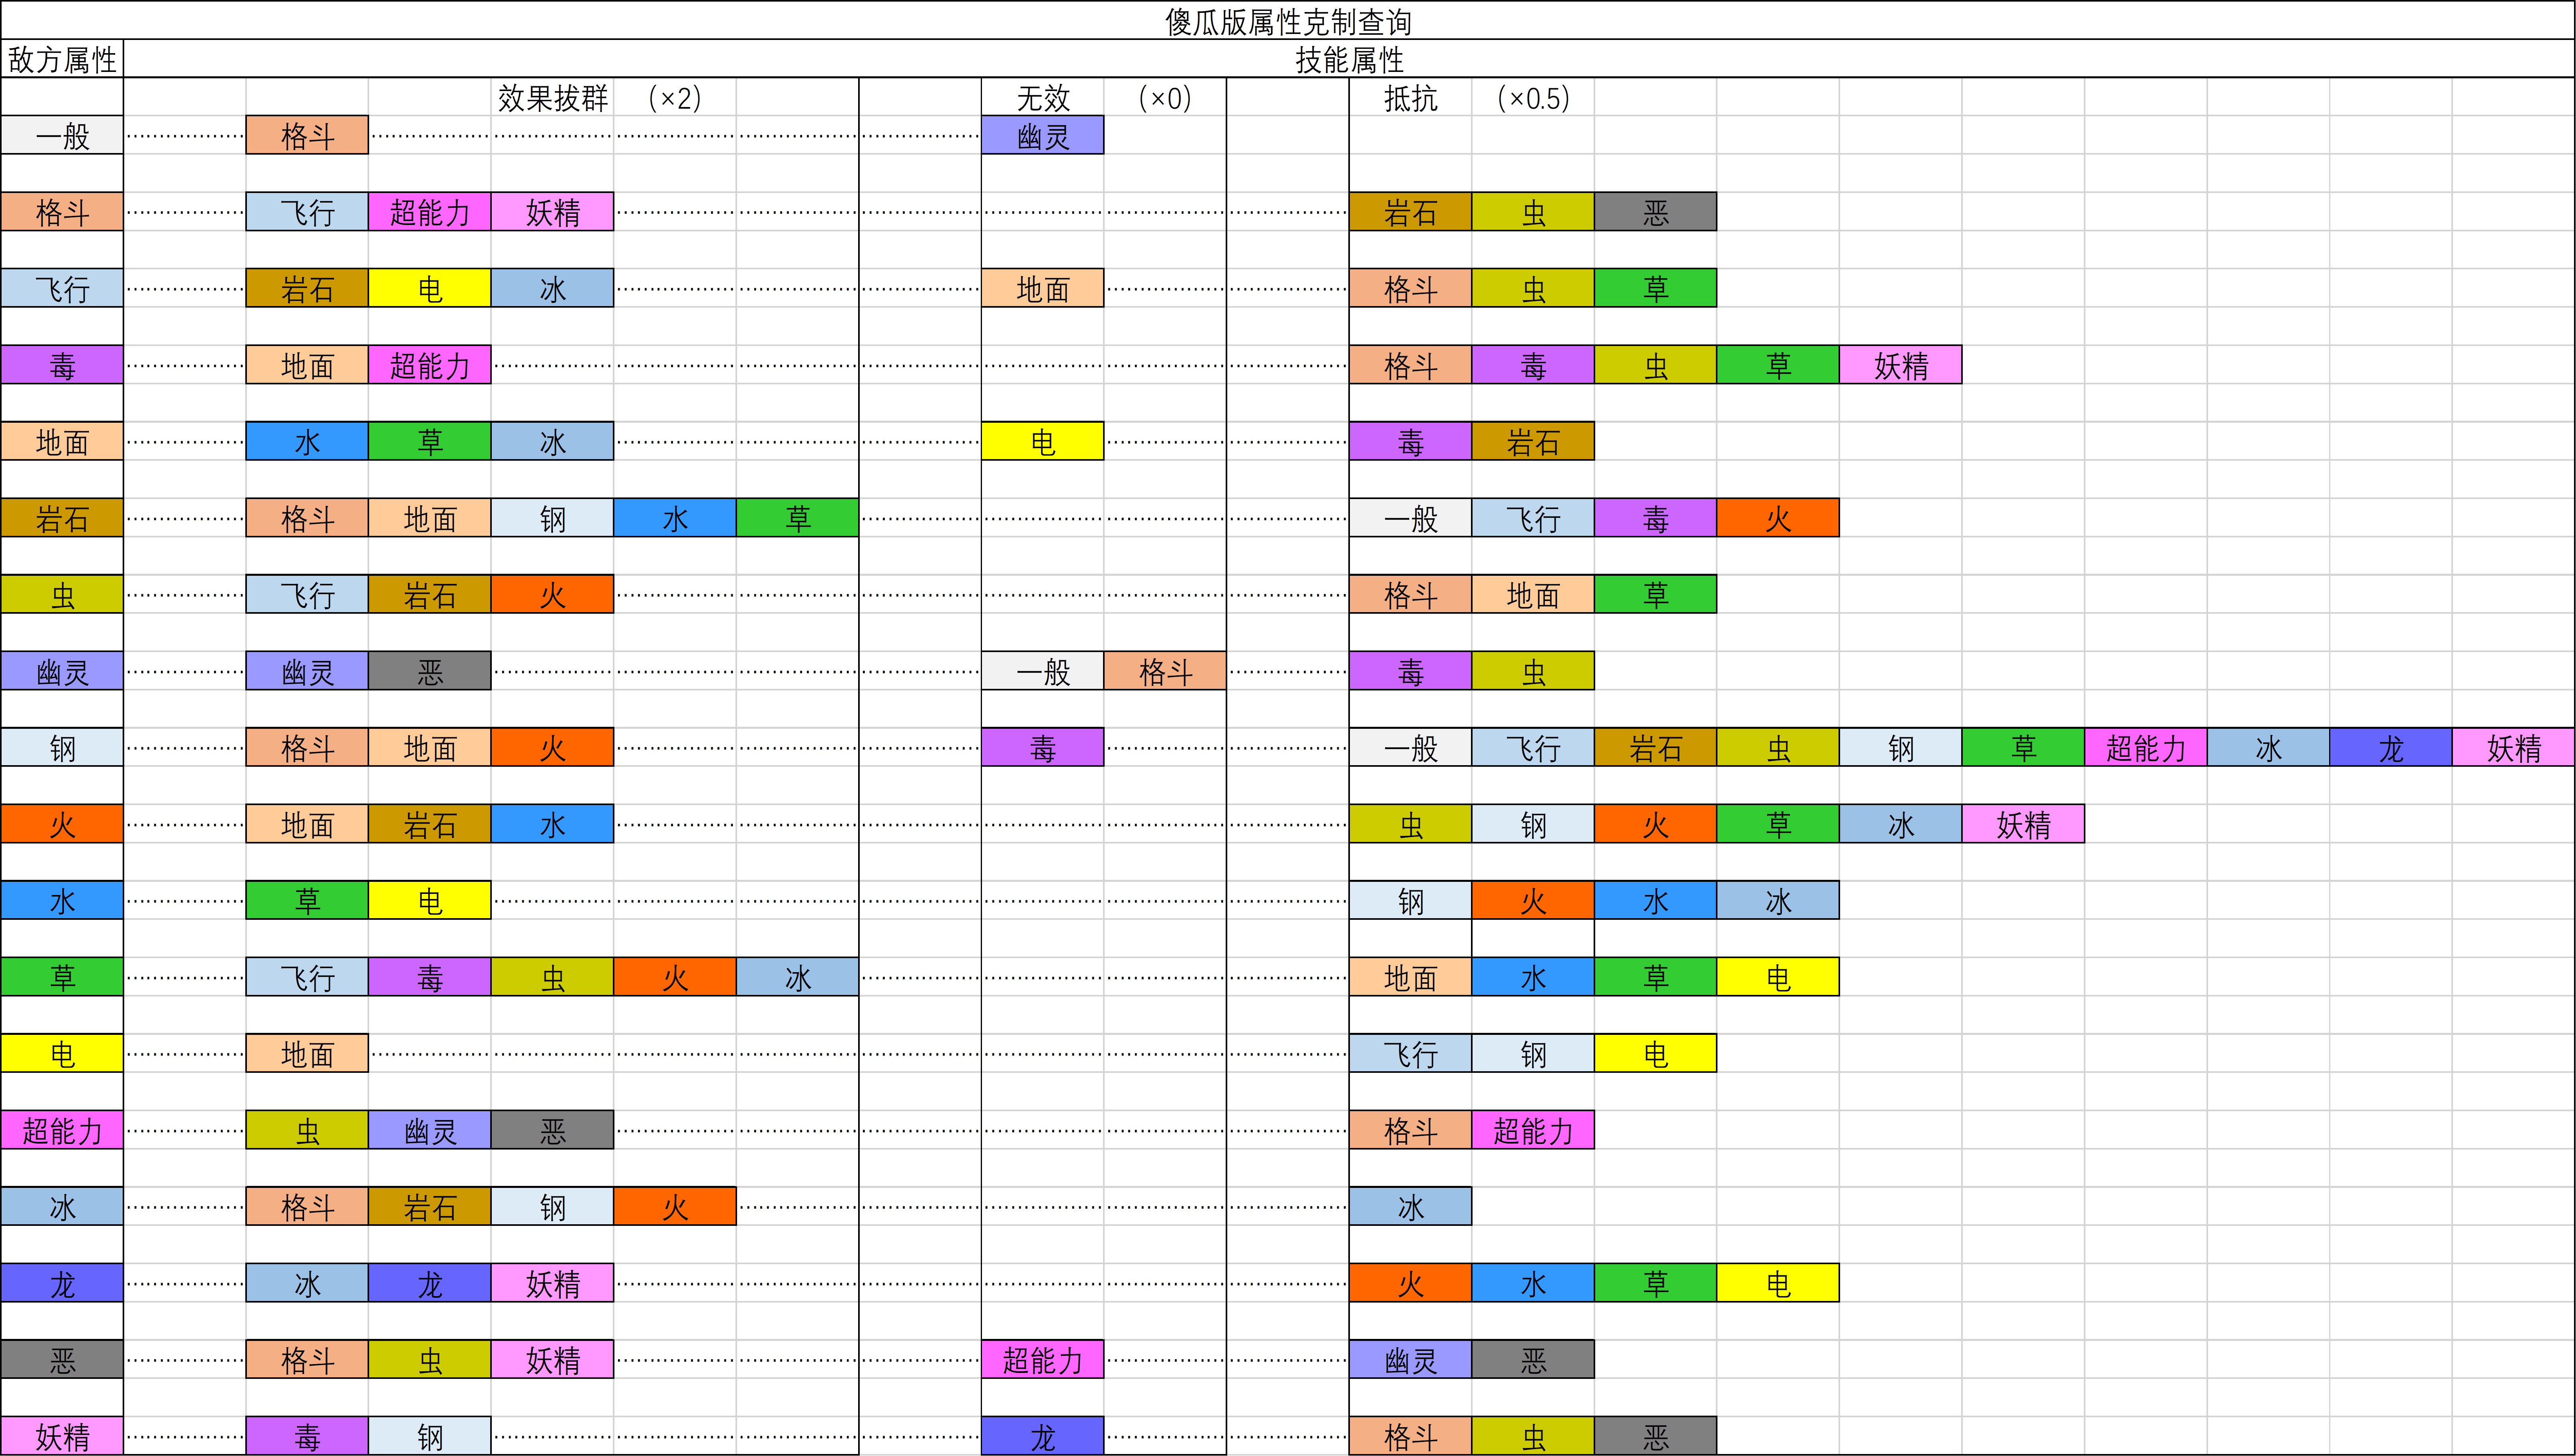 傻瓜版属性克制查询
敌方属性 技能属性
效果拔群 （×2） 无效 （×0） 抵抗 （×0.5）
一般 格斗 幽灵
格斗 飞行 超能力 妖精 岩石 虫 恶
飞行 岩石 电 冰 地面 格斗 虫 草
毒 地面 超能力 格斗 毒 虫 草 妖精
地面 水 草 冰 电 毒 岩石
岩石 格斗 地面 钢 水 草 一般 飞行 毒 火
虫 飞行 岩石 火 格斗 地面 草
幽灵 幽灵 恶 一般 格斗 毒 虫
钢 格斗 地面 火 毒 一般 飞行 岩石 虫 钢 草 超能力 冰 龙 妖精
火 地面 岩石 水 虫 钢 火 草 冰 妖精
水 草 电 钢 火 水 冰
草 飞行 毒 虫 火 冰 地面 水 草 电
电 地面 飞行 钢 电
超能力 虫 幽灵 恶 格斗 超能力
冰 格斗 岩石 钢 火 冰
龙 冰 龙 妖精 火 水 草 电
恶 格斗 虫 妖精 超能力 幽灵 恶
妖精 毒 钢 龙 格斗 虫 恶